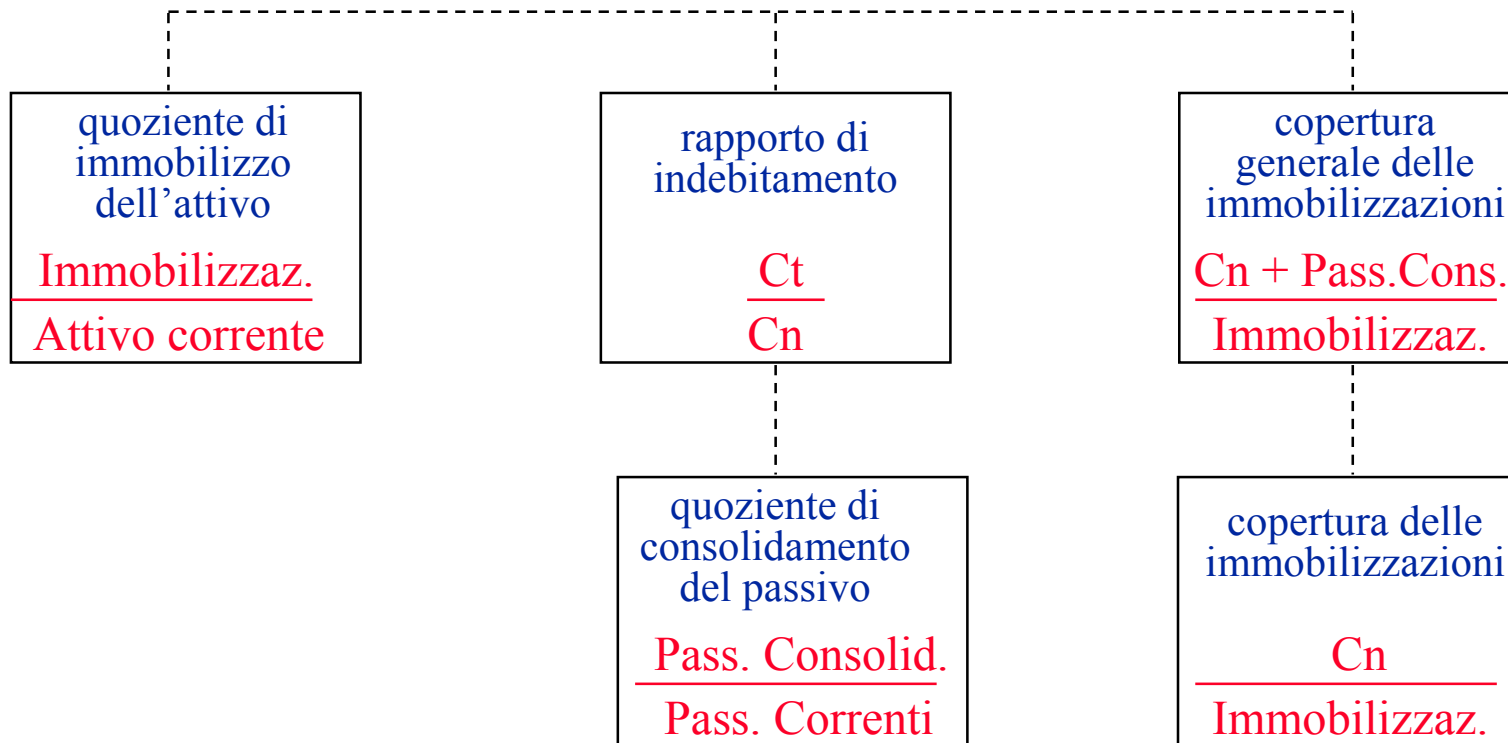 quoziente di
immobilizzo
dell’attivo
Immobilizzaz.
Attivo corrente
rapporto di
indebitamento
Ct
Cn
copertura
generale delle
immobilizzazioni
Cn + Pass.Cons.
Immobilizzaz.
quoziente di
consolidamento
del passivo
Pass. Consolid.
Pass. Correnti
copertura delle
immobilizzazioni
Cn
Immobilizzaz.